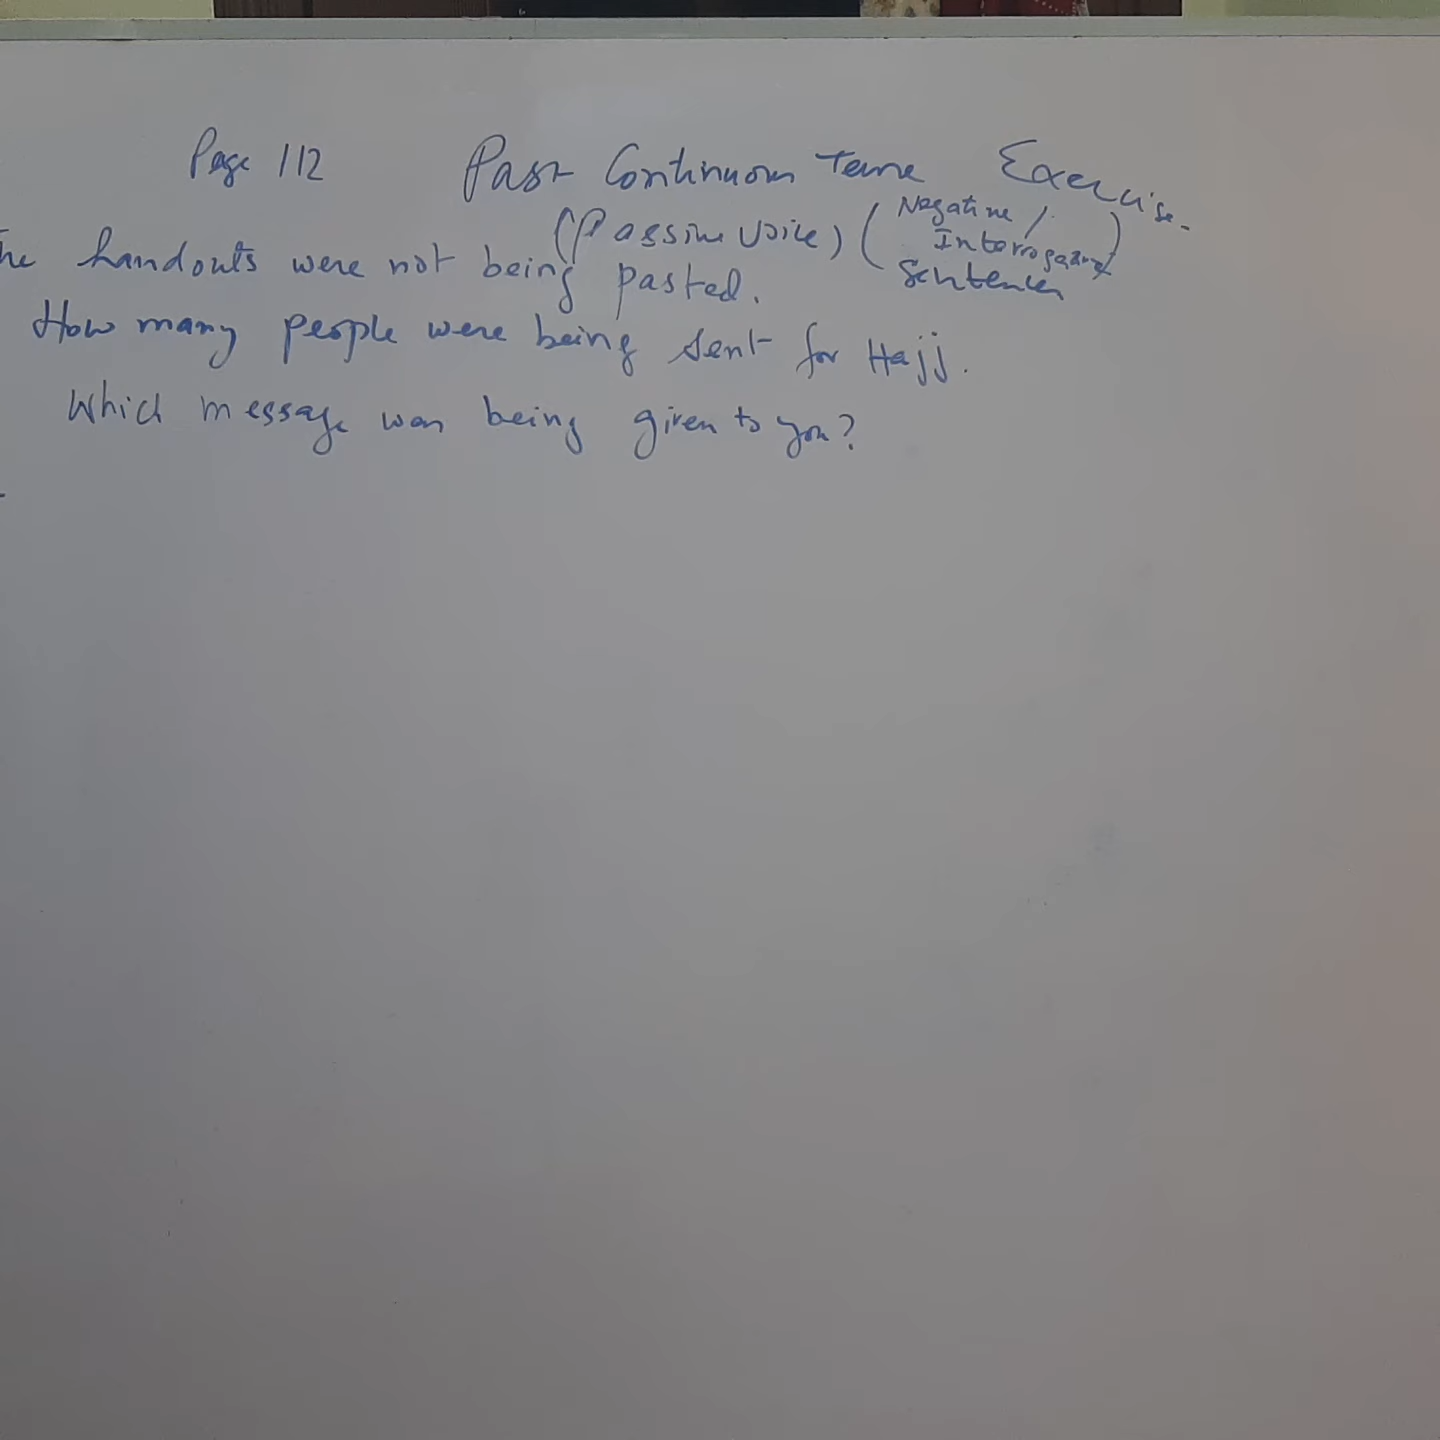 Page 112 Past Continuous Tense Exercise.
(Passive Voice) (Negative / Interrogative Sentences)
The handouts were not being pasted.
How many people were being sent for Hajj.
Which message was being given to you?